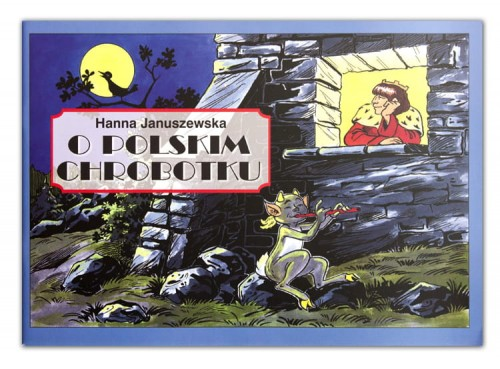 Hanna Januszewska
O POLSKIM
CHROBOTKU